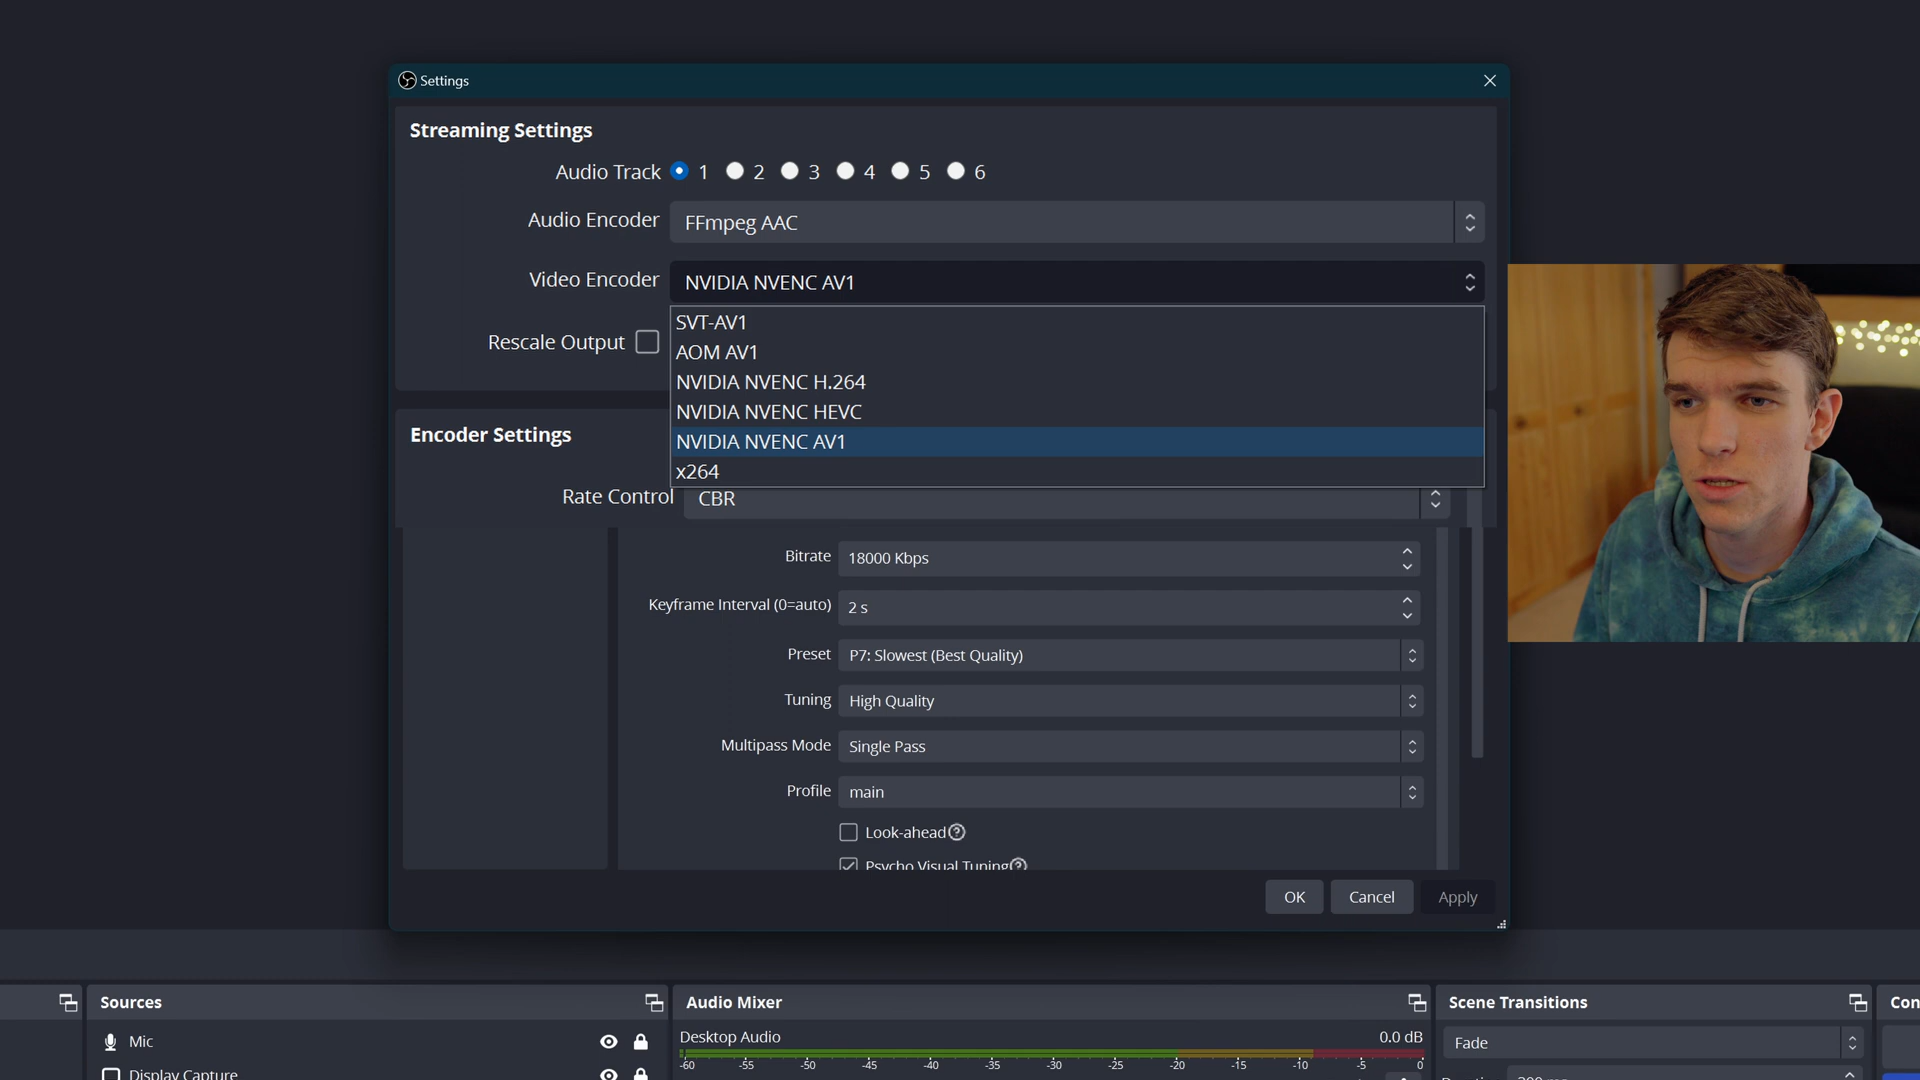 Settings
Streaming Settings
Audio Track 1 2 3 4 5 6
Audio Encoder FFmpeg AAC
Video Encoder NVIDIA NVENC AV1
SVT-AV1
Rescale Output
AOM AV1
NVIDIA NVENC H.264
NVIDIA NVENC HEVC
Encoder Settings
NVIDIA NVENC AV1
x264
Rate Control CBR
Bitrate 18000 Kbps
Keyframe Interval (0=auto) 2 s
Preset P7: Slowest (Best Quality)
Tuning High Quality
Multipass Mode Single Pass
Profile main
Look-ahead
Psycho Visual Tuning
OK Cancel Apply
Sources
Mic
Display Capture
Audio Mixer
Desktop Audio 0.0 dB
-60 -55 -50 -45 -40 -35 -30 -25 -20 -15 -10 -5 0
Scene Transitions
Fade
Con